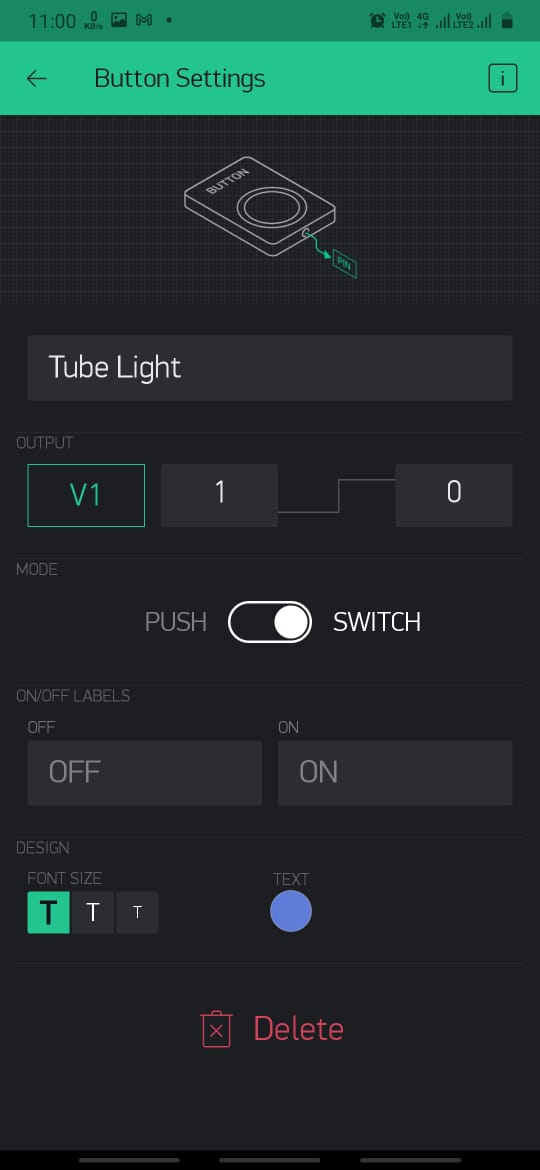 11:00 0 KB/s Vo)) LTE1 4G Vo)) LTE2
Button Settings
BUTTON
PIN
Tube Light
OUTPUT
V1 1 0
MODE
PUSH SWITCH
ON/OFF LABELS
OFF ON
OFF ON
DESIGN
FONT SIZE TEXT
T T T
Delete